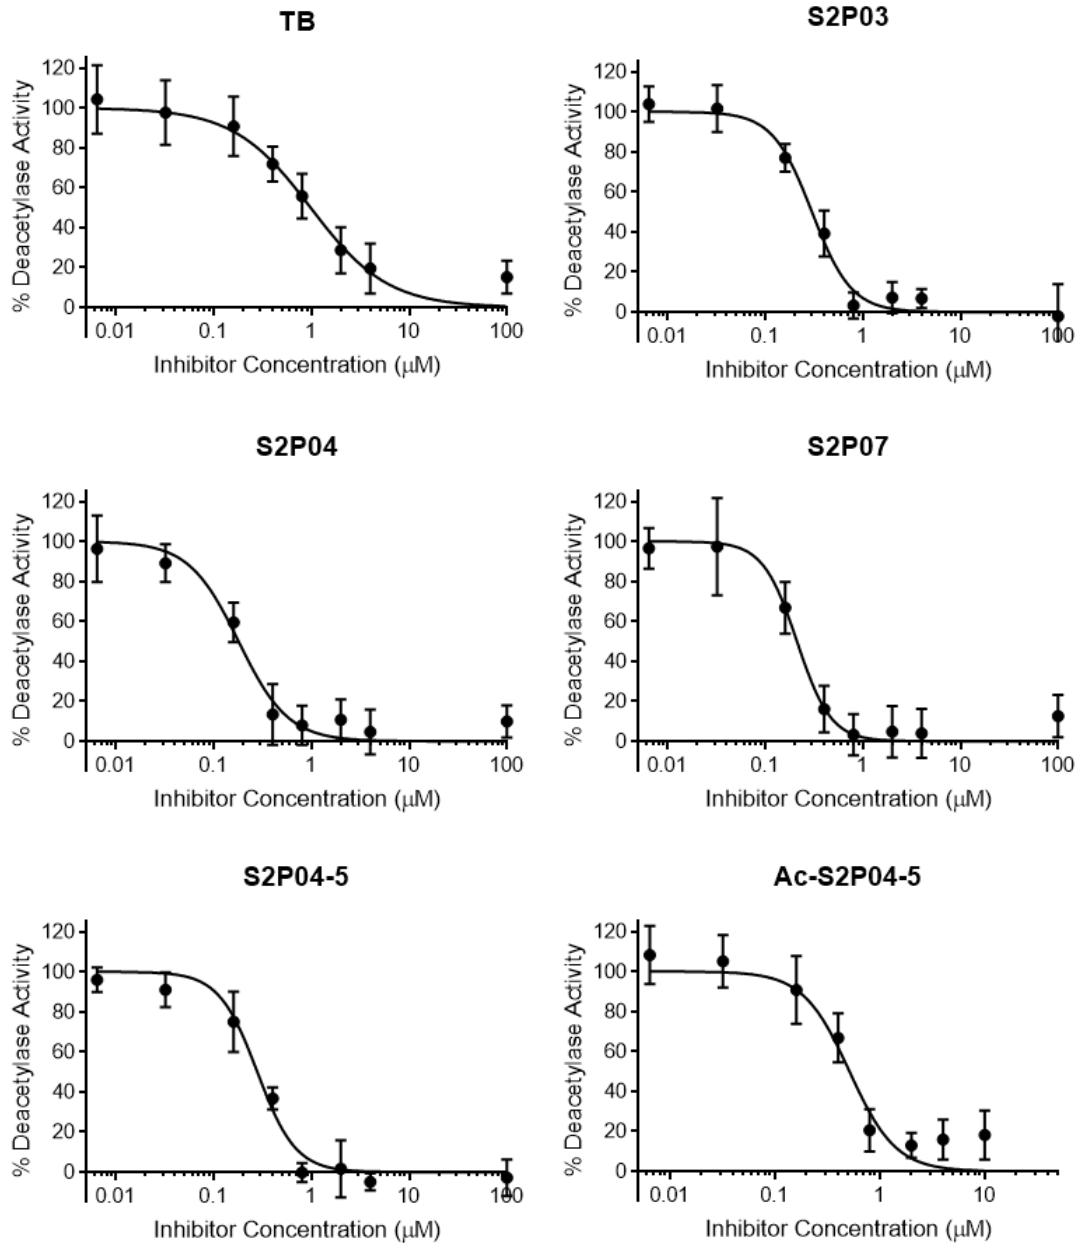 TB
120
100
80
60
40
20
0
% Deacetylase Activity
0.01 0.1 1 10 100
Inhibitor Concentration (μM)
S2P03
120
100
80
60
40
20
0
% Deacetylase Activity
0.01 0.1 1 10 100
Inhibitor Concentration (μM)
S2P04
120
100
80
60
40
20
0
% Deacetylase Activity
0.01 0.1 1 10 100
Inhibitor Concentration (μM)
S2P07
120
100
80
60
40
20
0
% Deacetylase Activity
0.01 0.1 1 10 100
Inhibitor Concentration (μM)
S2P04-5
120
100
80
60
40
20
0
% Deacetylase Activity
0.01 0.1 1 10 100
Inhibitor Concentration (μM)
Ac-S2P04-5
120
100
80
60
40
20
0
% Deacetylase Activity
0.01 0.1 1 10
Inhibitor Concentration (μM)